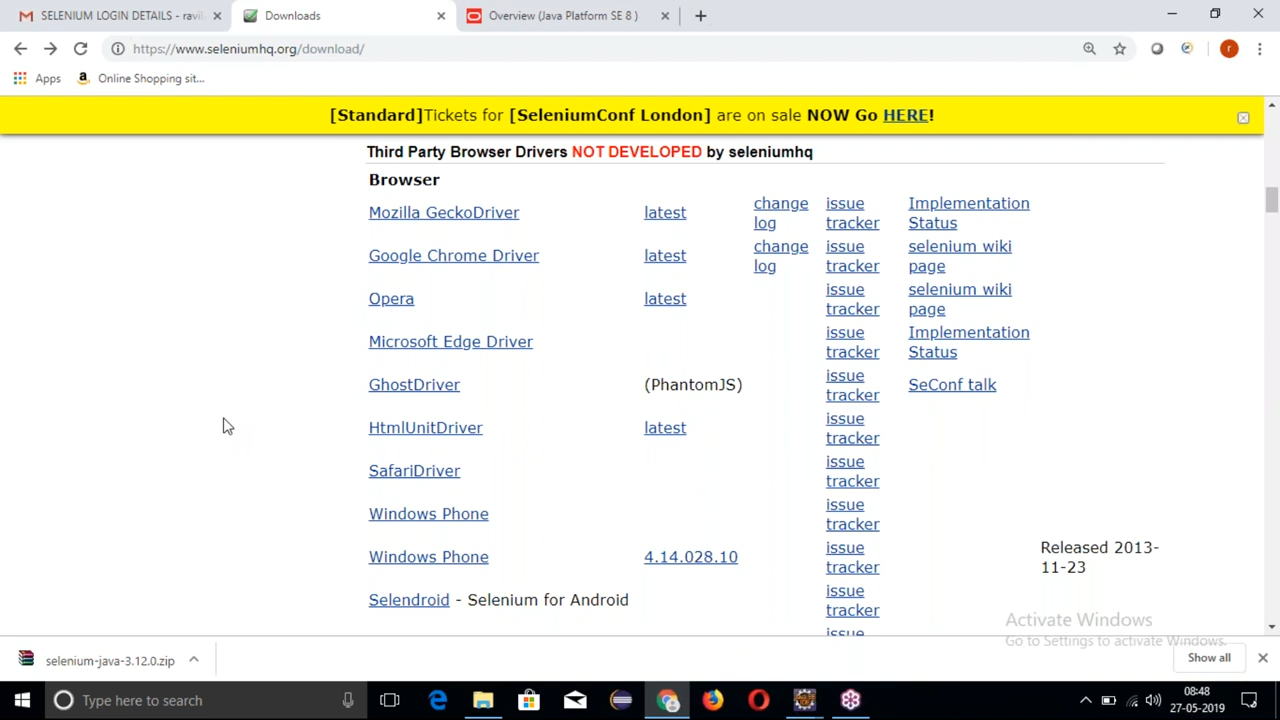 SELENIUM LOGIN DETAILS - ravil
Downloads
Overview (Java Platform SE 8 )
https://www.seleniumhq.org/download/
r
Apps
Online Shopping sit...
[Standard]Tickets for [SeleniumConf London] are on sale NOW Go HERE!
Third Party Browser Drivers NOT DEVELOPED by seleniumhq
Browser
Mozilla GeckoDriver latest change log issue tracker Implementation Status
Google Chrome Driver latest change log issue tracker selenium wiki page
Opera latest issue tracker selenium wiki page
Microsoft Edge Driver issue tracker Implementation Status
GhostDriver (PhantomJS) issue tracker SeConf talk
HtmlUnitDriver latest issue tracker
SafariDriver issue tracker
Windows Phone issue tracker
Windows Phone 4.14.028.10 issue tracker Released 2013-11-23
Selendroid - Selenium for Android issue tracker
issue
Activate Windows
Go to Settings to activate Windows.
selenium-java-3.12.0.zip
Show all
Type here to search
08:48
27-05-2019